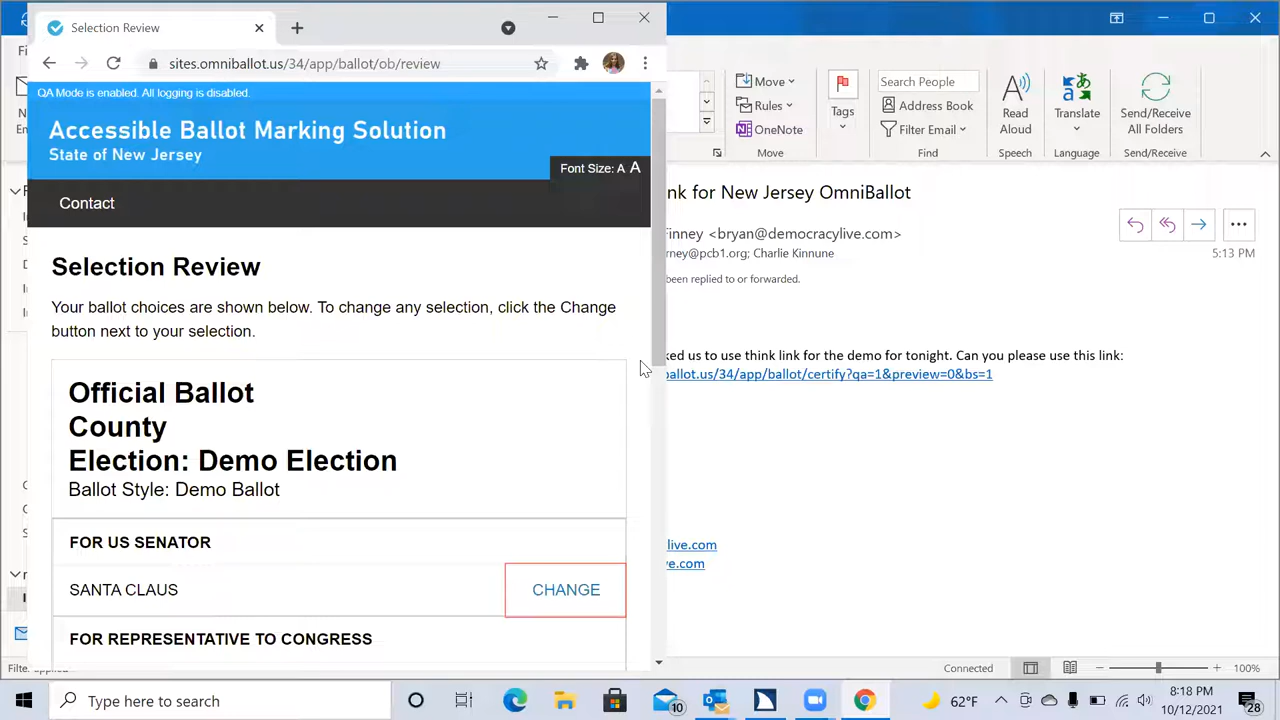 Selection Review
sites.omniballot.us/34/app/ballot/ob/review
QA Mode is enabled. All logging is disabled.
Accessible Ballot Marking Solution
State of New Jersey
Font Size: A A
Contact
Selection Review
Your ballot choices are shown below. To change any selection, click the Change
button next to your selection.
Official Ballot
County
Election: Demo Election
Ballot Style: Demo Ballot
FOR US SENATOR
SANTA CLAUS
CHANGE
FOR REPRESENTATIVE TO CONGRESS
Move
Rules
OneNote
Move
Tags
Search People
Address Book
Filter Email
Find
Read
Aloud
Speech
Translate
Language
Send/Receive
All Folders
Send/Receive
nk for New Jersey OmniBallot
inney <bryan@democracylive.com>
rney@pcb1.org; Charlie Kinnune
5:13 PM
been replied to or forwarded.
ked us to use think link for the demo for tonight. Can you please use this link:
ballot.us/34/app/ballot/certify?qa=1&preview=0&bs=1
live.com
ve.com
Connected
100%
Type here to search
10
62°F
8:18 PM
10/12/2021
28